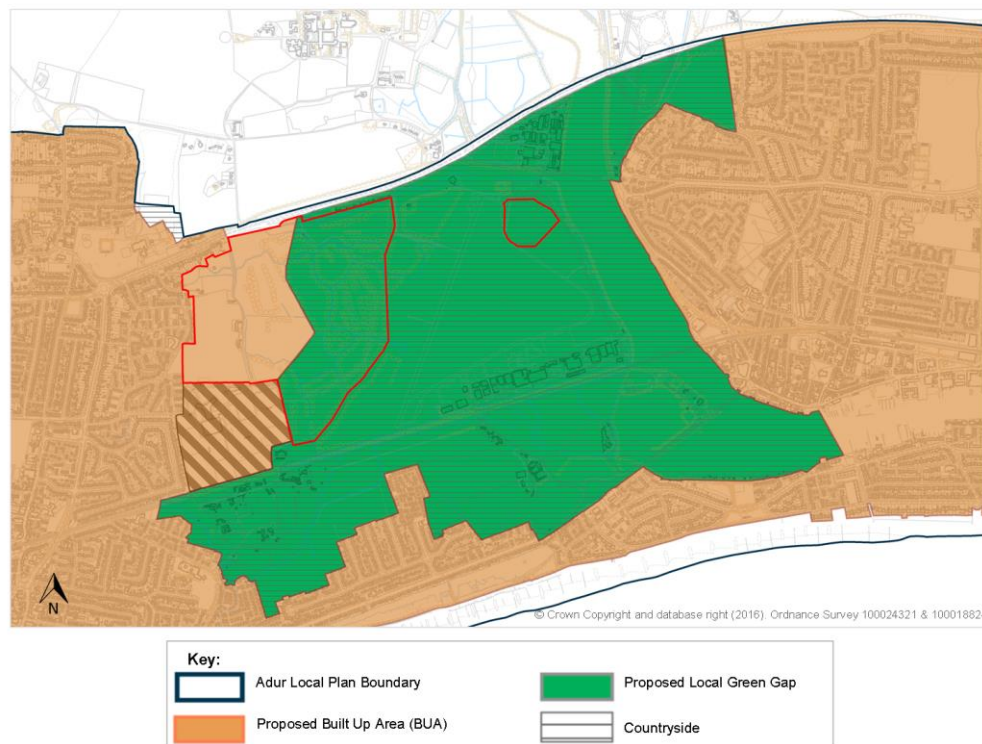 N
© Crown Copyright and database right (2016). Ordnance Survey 100024321 & 10001882
Key:
Adur Local Plan Boundary
Proposed Local Green Gap
Proposed Built Up Area (BUA)
Countryside